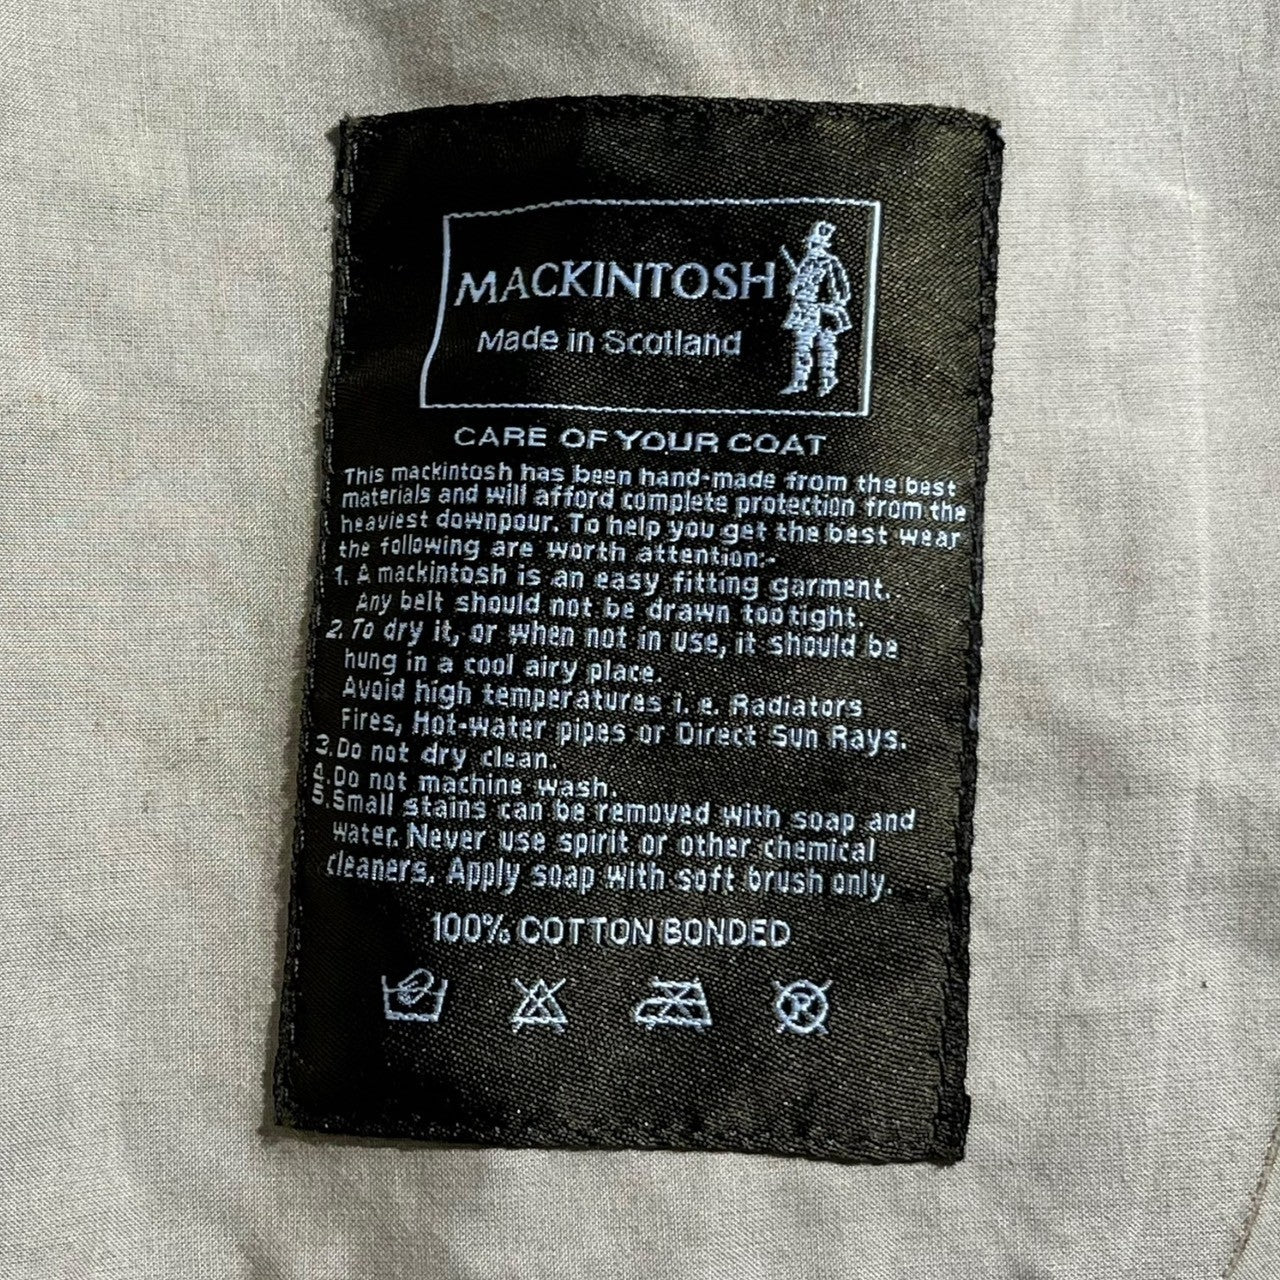 MACKINTOSH
Made in Scotland
CARE OF YOUR COAT
This mackintosh has been hand-made from the best
materials and will afford complete protection from the
heaviest downpour. To help you get the best wear
the following are worth attention:-
1. A mackintosh is an easy fitting garment.
Any belt should not be drawn too tight.
2. To dry it, or when not in use, it should be
hung in a cool airy place.
Avoid high temperatures i.e. Radiators
Fires, Hot-water pipes or Direct Sun Rays.
3. Do not dry clean.
4. Do not machine wash.
5. Small stains can be removed with soap and
water. Never use spirit or other chemical
cleaners. Apply soap with soft brush only.
100% COTTON BONDED
R